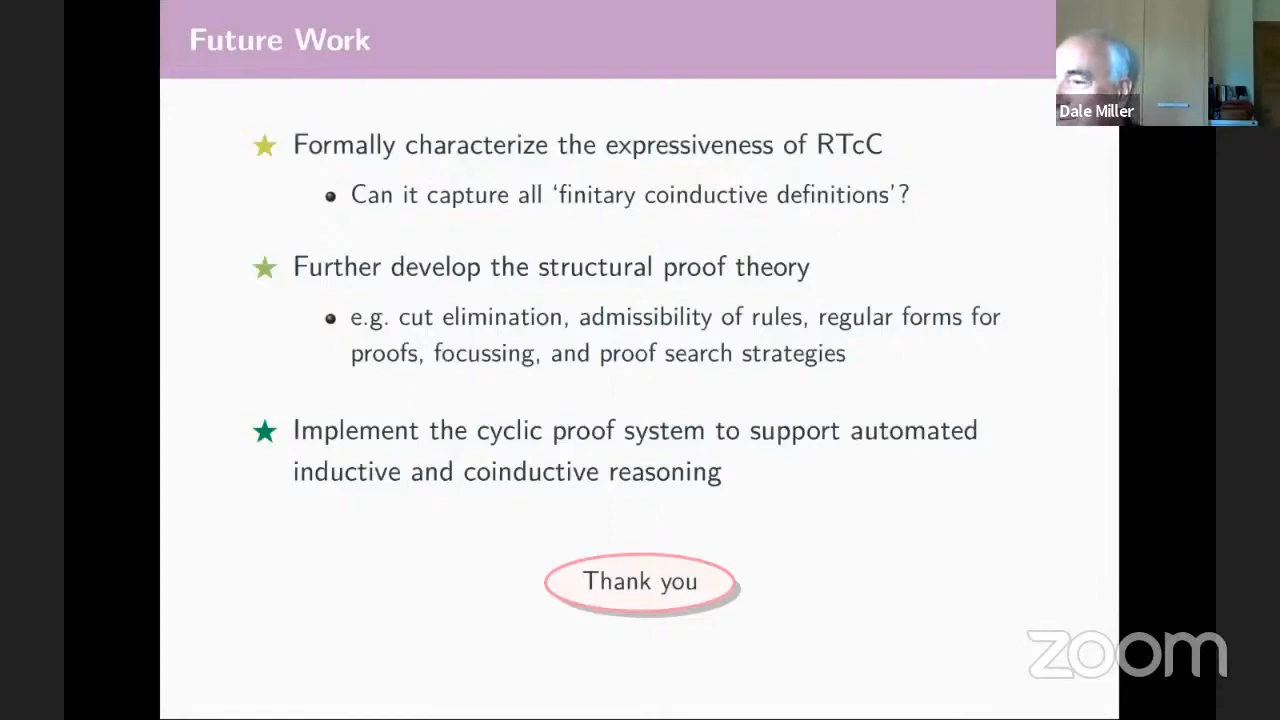 Future Work
Dale Miller
Formally characterize the expressiveness of RTcC
Can it capture all ‘finitary coinductive definitions’?
Further develop the structural proof theory
e.g. cut elimination, admissibility of rules, regular forms for
proofs, focussing, and proof search strategies
Implement the cyclic proof system to support automated
inductive and coinductive reasoning
Thank you
zoom